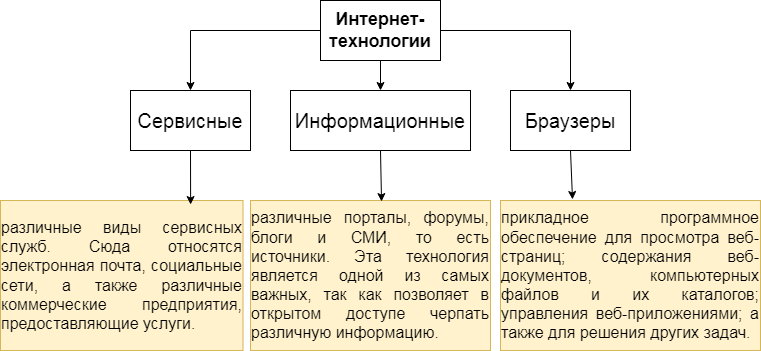 Интернет-
технологии
Сервисные
Информационные
Браузеры
различные виды сервисных
служб. Сюда относятся
электронная почта, социальные
сети, а также различные
коммерческие предприятия,
предоставляющие услуги.
различные порталы, форумы,
блоги и СМИ, то есть
источники. Эта технология
является одной из самых
важных, так как позволяет в
открытом доступе черпать
различную информацию.
прикладное программное
обеспечение для просмотра веб-
страниц; содержания веб-
документов, компьютерных
файлов и их каталогов;
управления веб-приложениями; а
также для решения других задач.